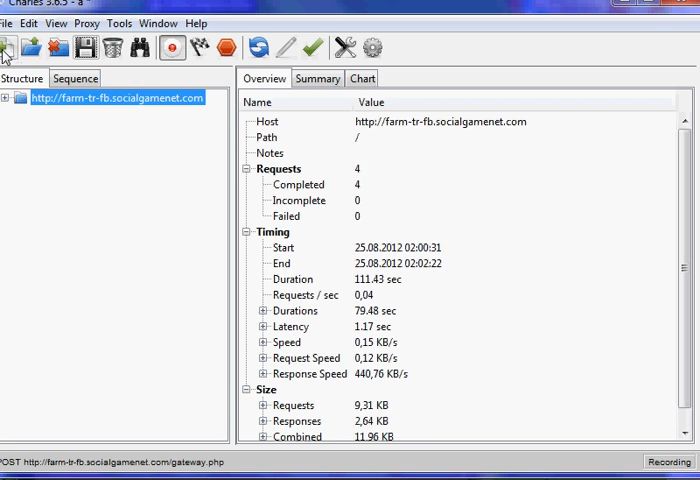 Charles 3.6.5 - a *
File Edit View Proxy Tools Window Help
Structure Sequence
http://farm-tr-fb.socialgamenet.com
Overview Summary Chart
Name Value
Host http://farm-tr-fb.socialgamenet.com
Path /
Notes
Requests 4
Completed 4
Incomplete 0
Failed 0
Timing
Start 25.08.2012 02:00:31
End 25.08.2012 02:02:22
Duration 111.43 sec
Requests / sec 0,04
Durations 79.48 sec
Latency 1.17 sec
Speed 0,15 KB/s
Request Speed 0,12 KB/s
Response Speed 440,76 KB/s
Size
Requests 9,31 KB
Responses 2,64 KB
Combined 11.96 KB
POST http://farm-tr-fb.socialgamenet.com/gateway.php
Recording